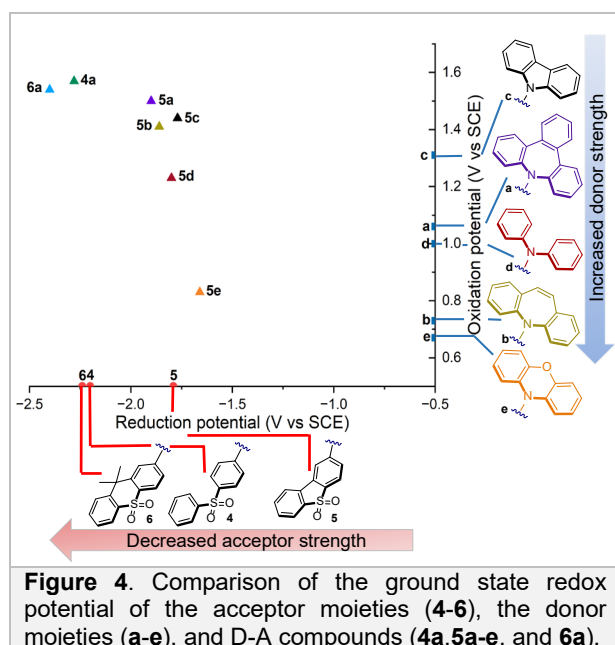 1.6
1.4
1.2
1.0
0.8
0.6
Oxidation potential (V vs SCE)
6a
4a
5a
5b
5c
5d
5e
c
a
d
b
e
N
c
N
a
N
d
N
b
O
N
e
Increased donor strength
6 4 5
−2.5 −2.0 −1.5 −1.0 −0.5
Reduction potential (V vs SCE)
S
O
O
6
S
O
O
4
S
O
O
5
Decreased acceptor strength
Figure 4. Comparison of the ground state redox
potential of the acceptor moieties (4-6), the donor
moieties (a-e), and D-A compounds (4a,5a-e, and 6a).